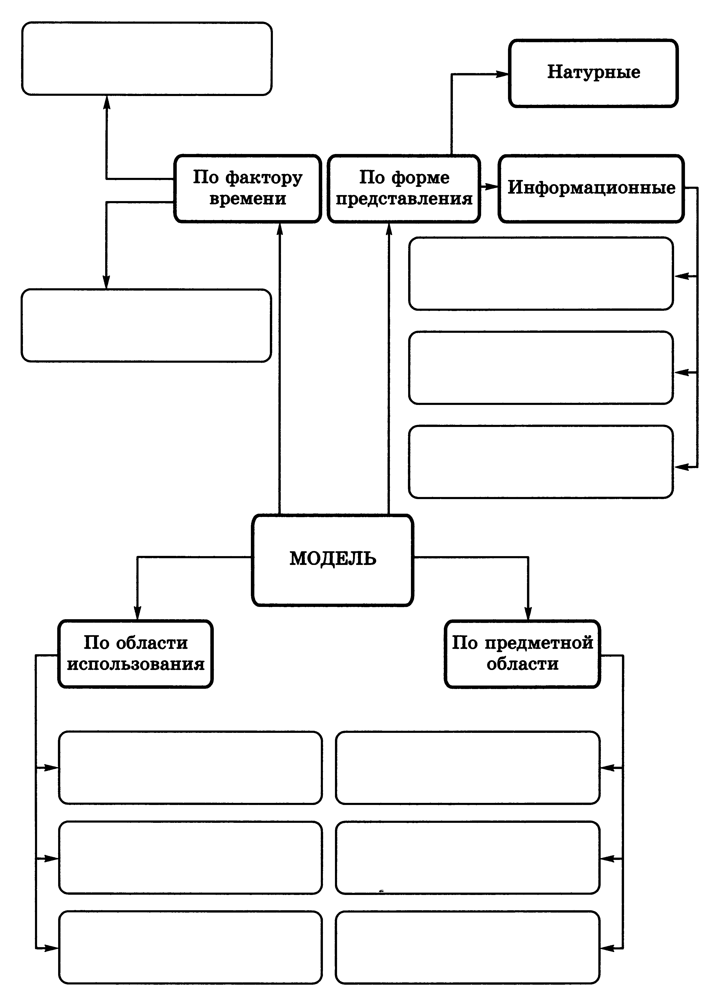 Натурные
По фактору
времени
По форме
представления
Информационные
МОДЕЛЬ
По области
использования
По предметной
области